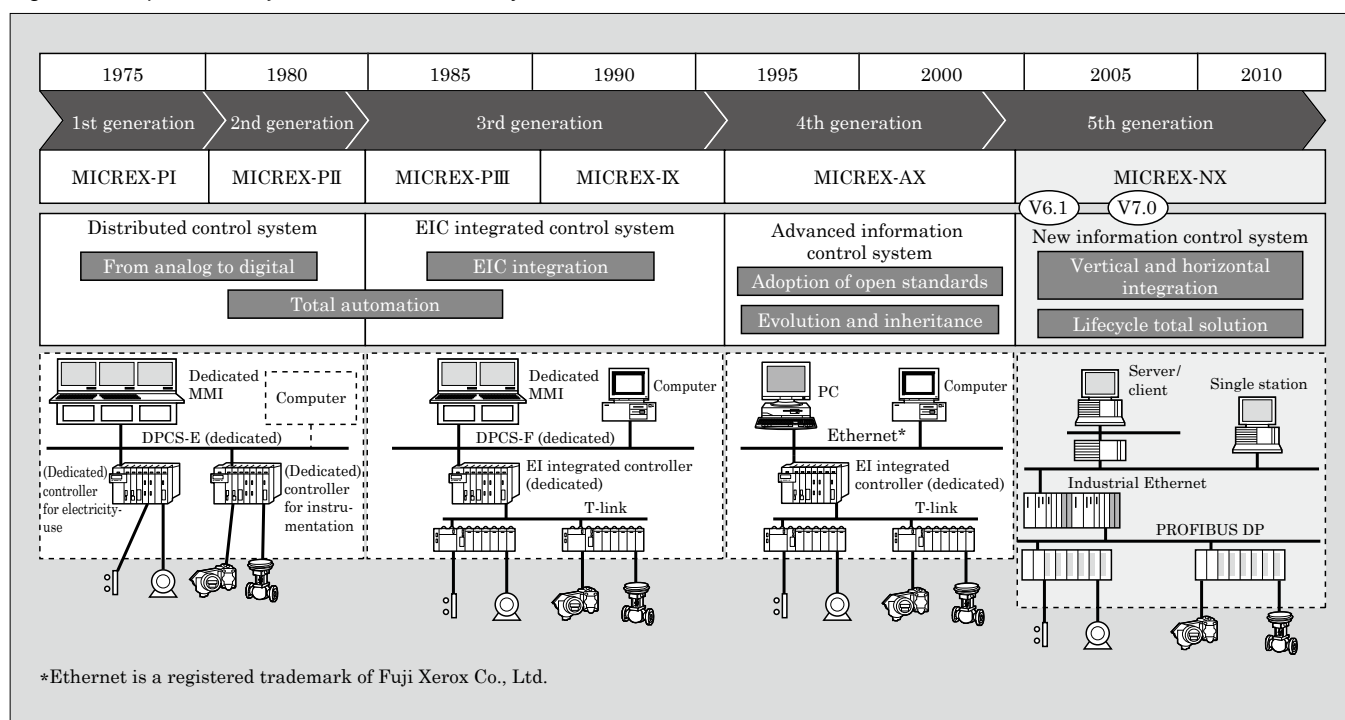 1975
1980
1985
1990
1995
2000
2005
2010
1st generation
2nd generation
3rd generation
4th generation
5th generation
MICREX-PI
MICREX-PⅡ
MICREX-PⅢ
MICREX-Ⅸ
MICREX-AX
MICREX-NX
V6.1
V7.0
Distributed control system
From analog to digital
Total automation
EIC integrated control system
EIC integration
Advanced information
control system
Adoption of open standards
Evolution and inheritance
New information control system
Vertical and horizontal
integration
Lifecycle total solution
Dedicated
MMI
Computer
DPCS-E (dedicated)
(Dedicated)
controller
for electricity-
use
(Dedicated)
controller
for instru-
mentation
Dedicated
MMI
Computer
DPCS-F (dedicated)
EI integrated controller
(dedicated)
T-link
PC
Computer
Ethernet*
EI integrated
controller (dedicated)
T-link
Server/
client
Single station
Industrial Ethernet
PROFIBUS DP
*Ethernet is a registered trademark of Fuji Xerox Co., Ltd.